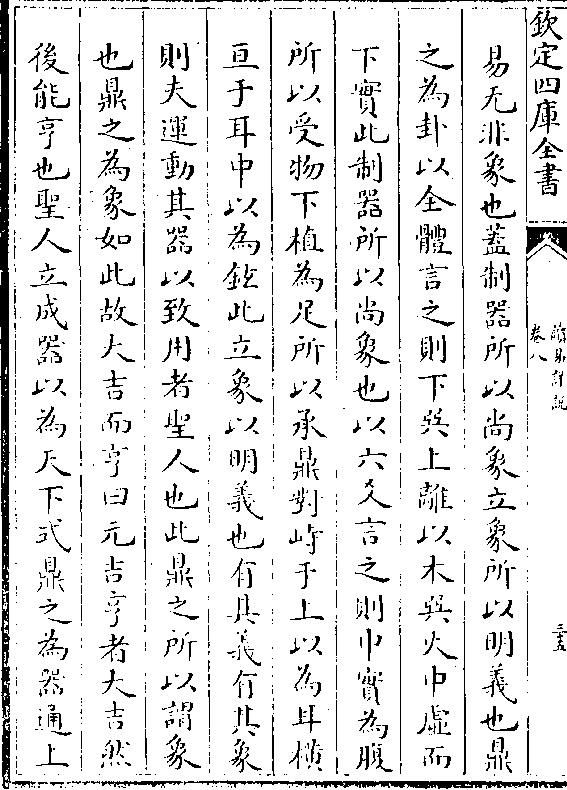 欽定四庫全書
讀易詳說
卷八
三五
易无非象也蓋制器所以尚象立象所以明義也鼎
之為卦以全體言之則下巽上離以木巽火中虛而
下實此制器所以尚象也以六爻言之則中實為腹
所以受物下植為足所以承鼎對峙于上以為耳橫
亘于耳中以為鉉此立象以明義也有其義有其象
則夫運動其器以致用者聖人也此鼎之所以謂象
也鼎之為象如此故大吉而亨曰元吉亨者大吉然
後能亨也聖人立成器以為天下式鼎之為器通上